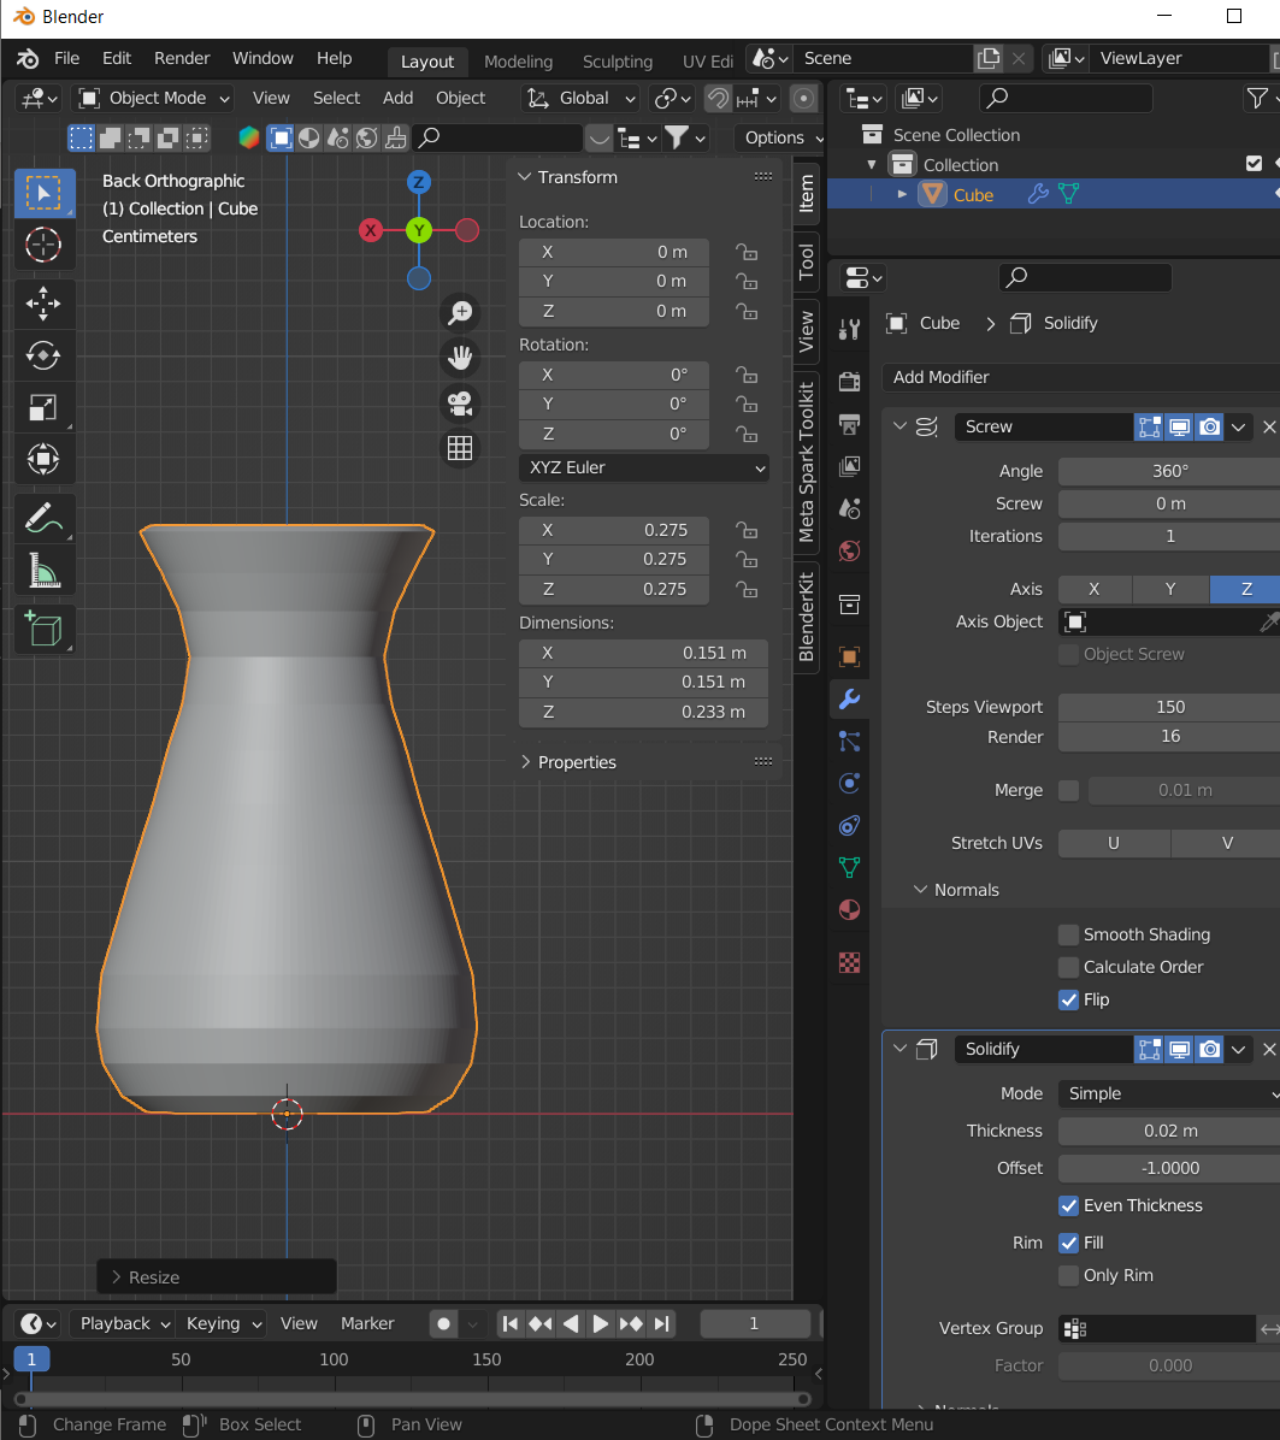 Blender
File Edit Render Window Help Layout Modeling Sculpting UV Edi Scene ViewLayer
Object Mode View Select Add Object Global
Options
Back Orthographic
(1) Collection | Cube
Centimeters
Z
X Y
Transform
Location:
X 0 m
Y 0 m
Z 0 m
Rotation:
X 0°
Y 0°
Z 0°
XYZ Euler
Scale:
X 0.275
Y 0.275
Z 0.275
Dimensions:
X 0.151 m
Y 0.151 m
Z 0.233 m
Properties
Item
Tool
View
Meta Spark Toolkit
BlenderKit
Scene Collection
Collection
Cube
Cube > Solidify
Add Modifier
Screw
Angle 360°
Screw 0 m
Iterations 1
Axis X Y Z
Axis Object
Object Screw
Steps Viewport 150
Render 16
Merge 0.01 m
Stretch UVs U V
Normals
Smooth Shading
Calculate Order
Flip
Solidify
Mode Simple
Thickness 0.02 m
Offset -1.0000
Even Thickness
Rim Fill
Only Rim
Vertex Group
Factor 0.000
Normals
Resize
Playback Keying View Marker 1
1 50 100 150 200 250
Change Frame Box Select Pan View Dope Sheet Context Menu